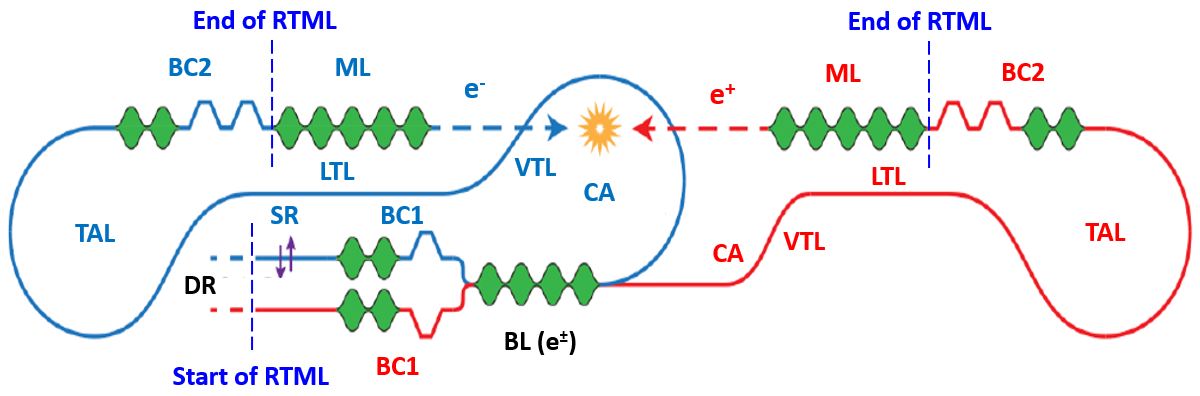 End of RTML
End of RTML
BC2
ML
e⁻
e⁺
ML
BC2
LTL
VTL
CA
LTL
SR
BC1
TAL
CA
VTL
TAL
DR
BL (e±)
BC1
Start of RTML